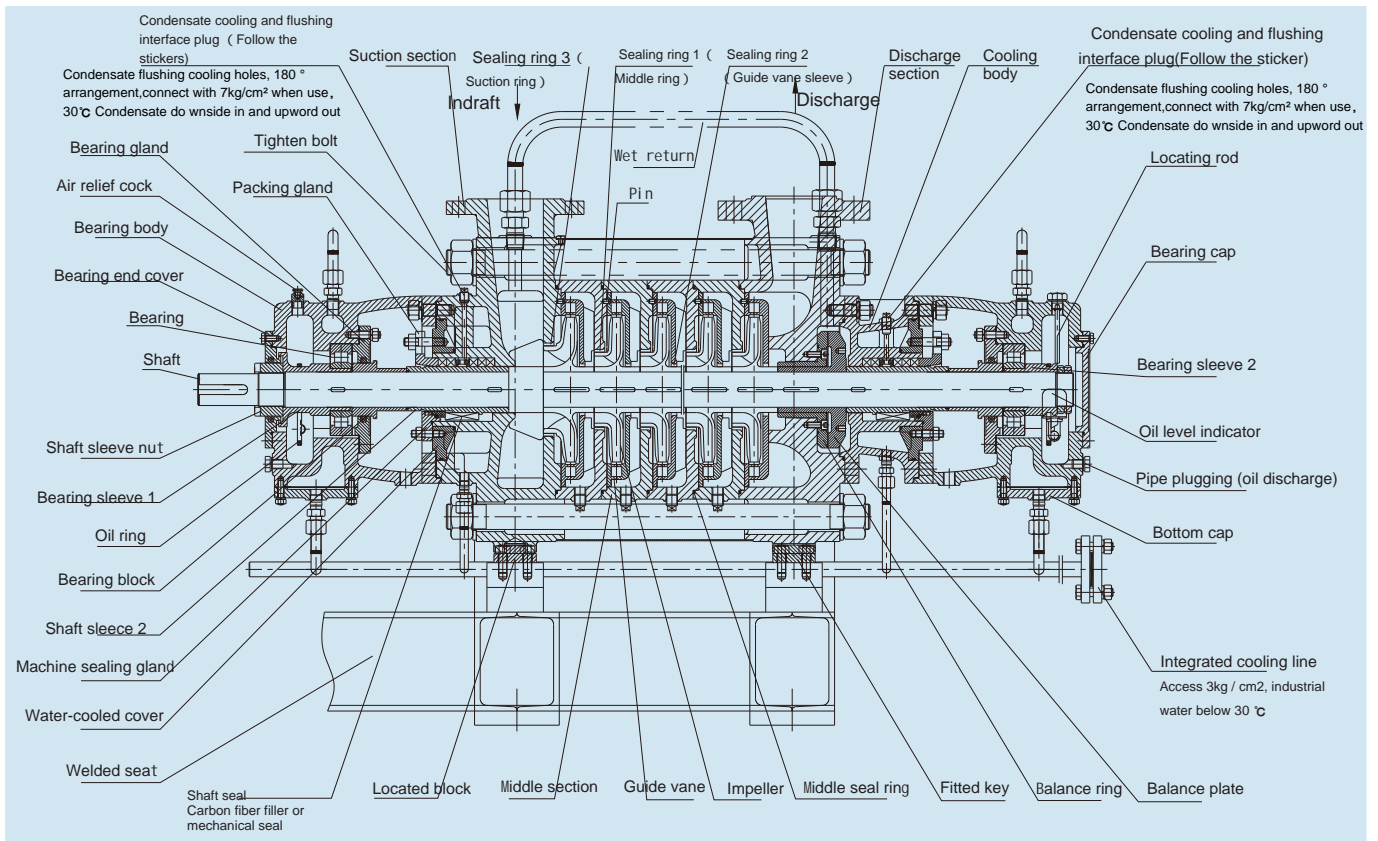 Condensate cooling and flushing
interface plug （ Follow the
stickers)
Condensate flushing cooling holes, 180 °
arrangement,connect with 7kg/cm² when use,
30℃ Condensate do wnside in and upword out
Suction section
Sealing ring 3（
Suction ring）
Sealing ring 1（
Middle ring）
Sealing ring 2
（Guide vane sleeve）
Discharge
section
Cooling
body
Condensate cooling and flushing
interface plug(Follow the sticker)
Condensate flushing cooling holes, 180 °
arrangement,connect with 7kg/cm² when use,
30℃ Condensate do wnside in and upword out
Indraft
Discharge
Wet return
Pin
Tighten bolt
Packing gland
Bearing gland
Air relief cock
Bearing body
Bearing end cover
Bearing
Shaft
Shaft sleeve nut
Bearing sleeve 1
Oil ring
Bearing block
Shaft sleece 2
Machine sealing gland
Water-cooled cover
Welded seat
Shaft seal
Carbon fiber filler or
mechanical seal
Located block
Middle section
Guide vane
Impeller
Middle seal ring
Fitted key
Balance ring
Balance plate
Locating rod
Bearing cap
Bearing sleeve 2
Oil level indicator
Pipe plugging (oil discharge)
Bottom cap
Integrated cooling line
Access 3kg / cm2, industrial
water below 30 ℃